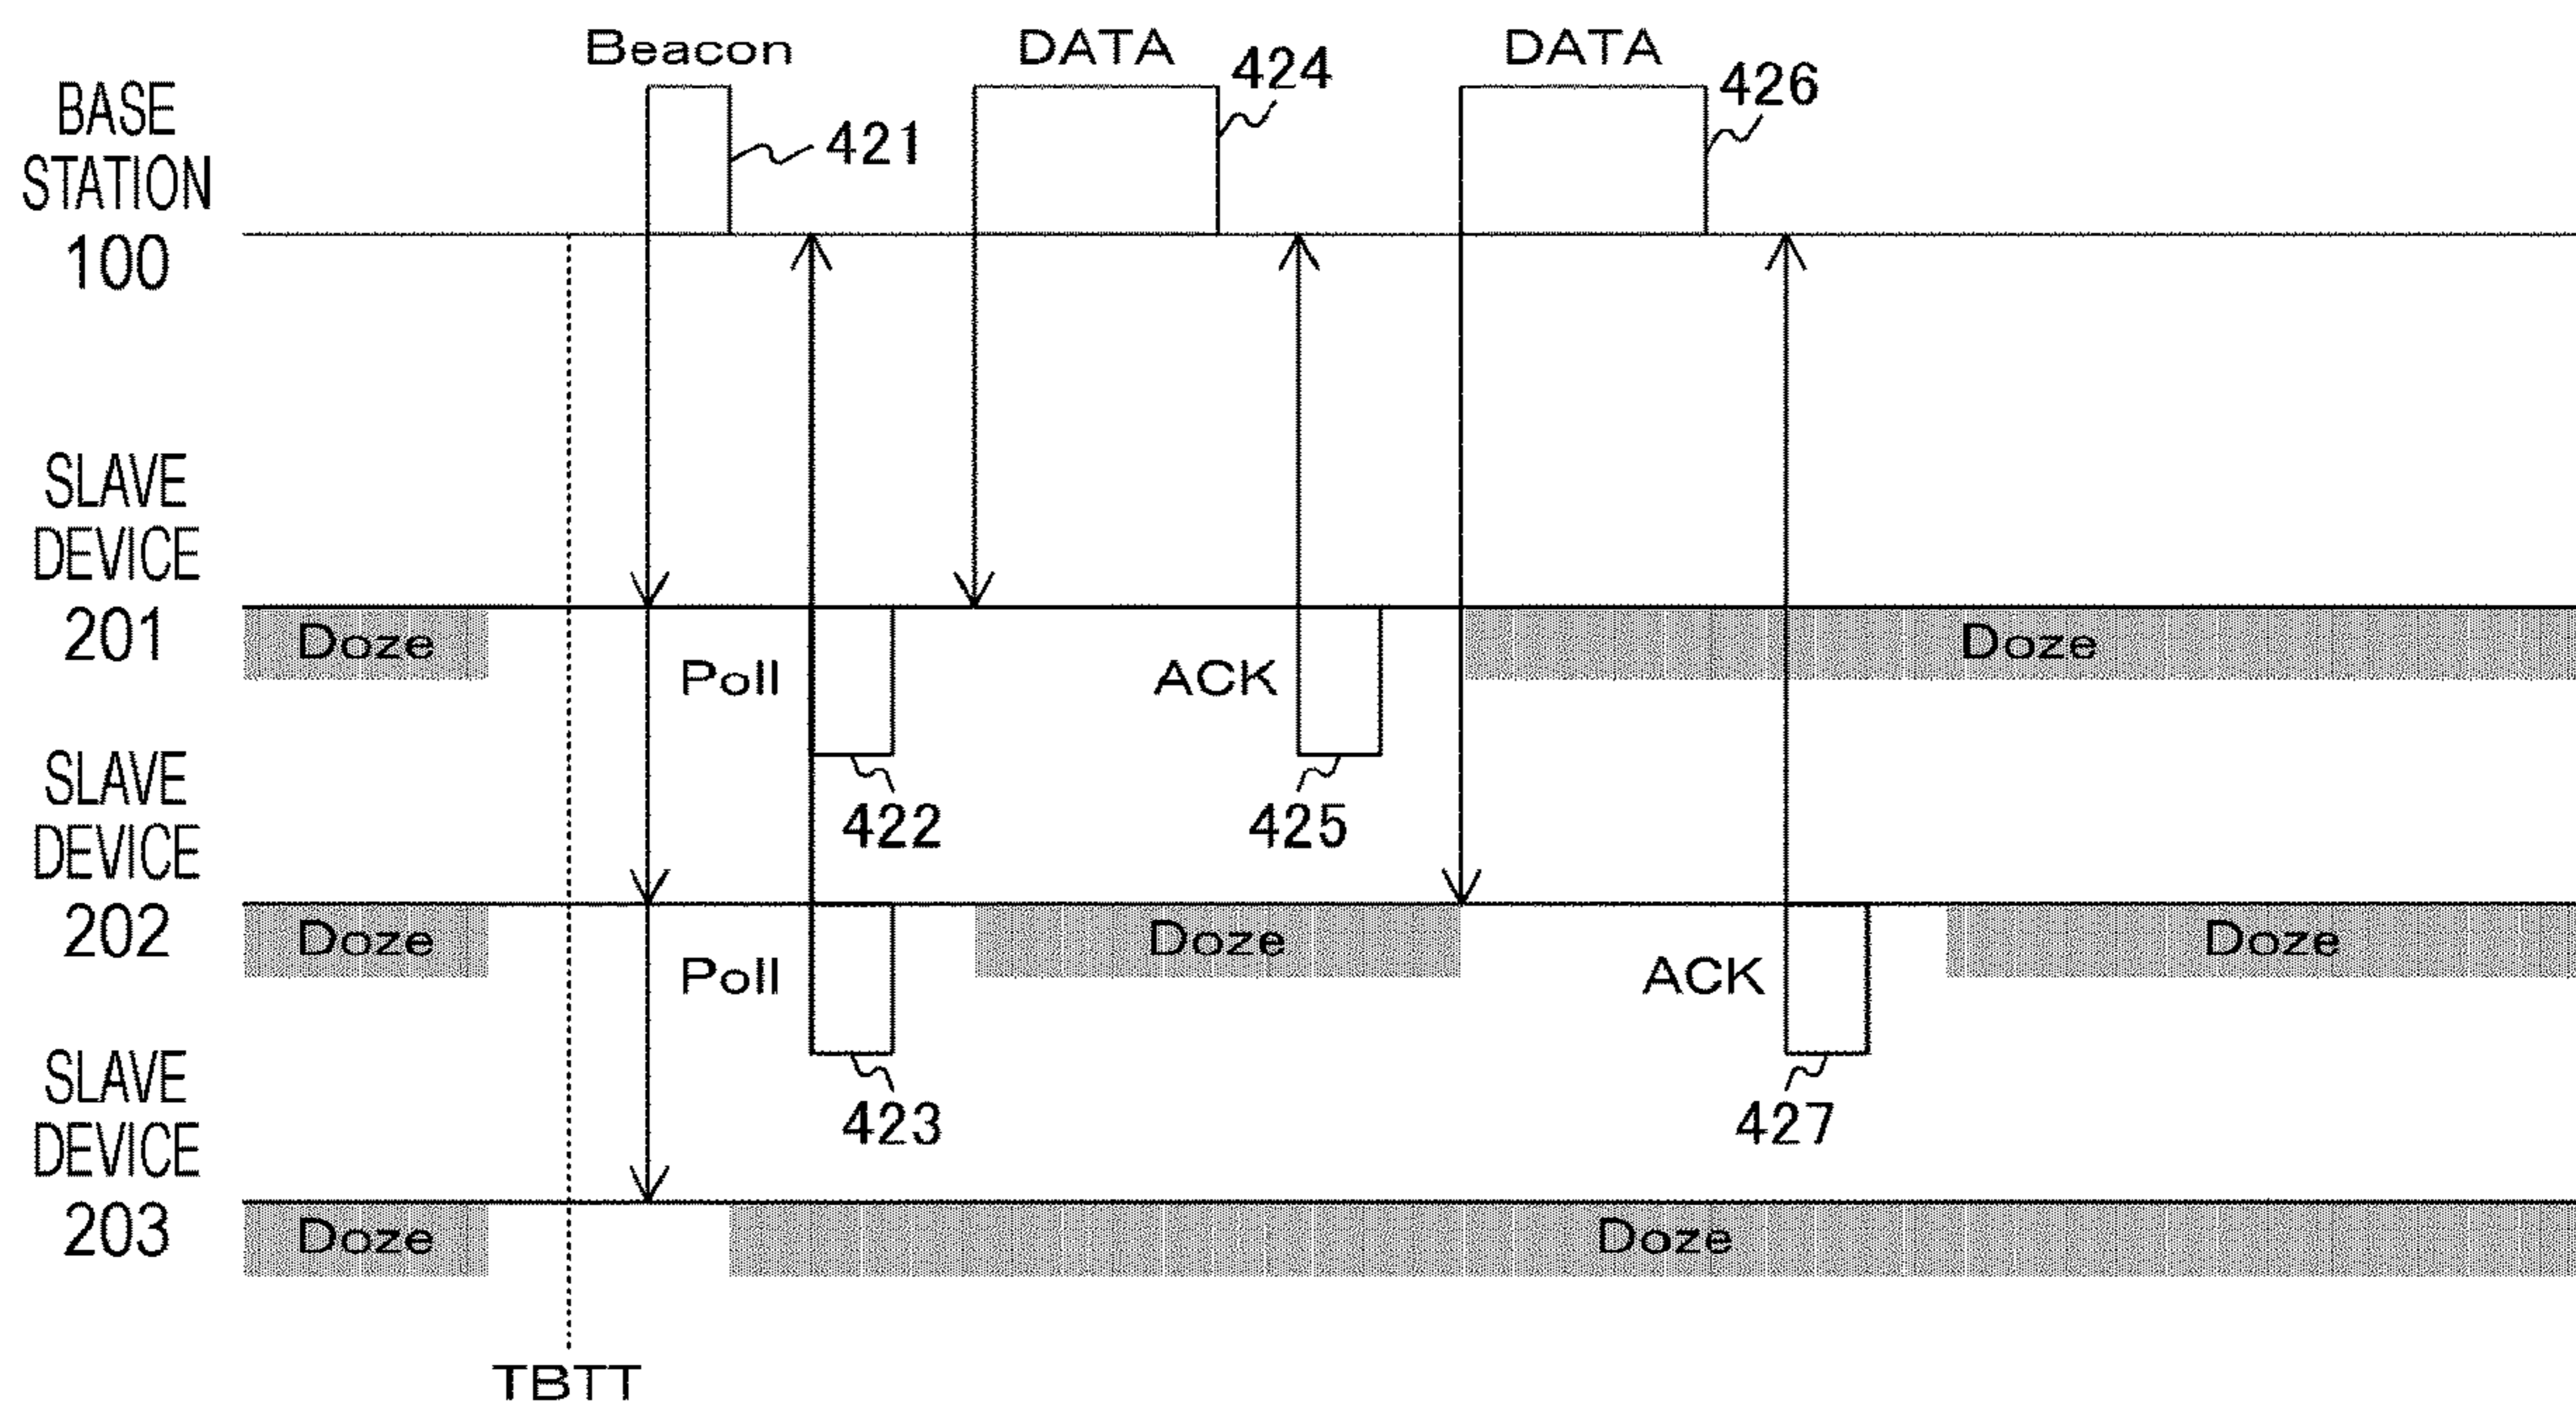 Beacon
DATA
424
DATA
426
421
BASE
STATION
100
SLAVE
DEVICE
201
Doze
Doze
Poll
ACK
422
425
SLAVE
DEVICE
202
Doze
Doze
Doze
Poll
ACK
423
427
SLAVE
DEVICE
203
Doze
Doze
TBTT